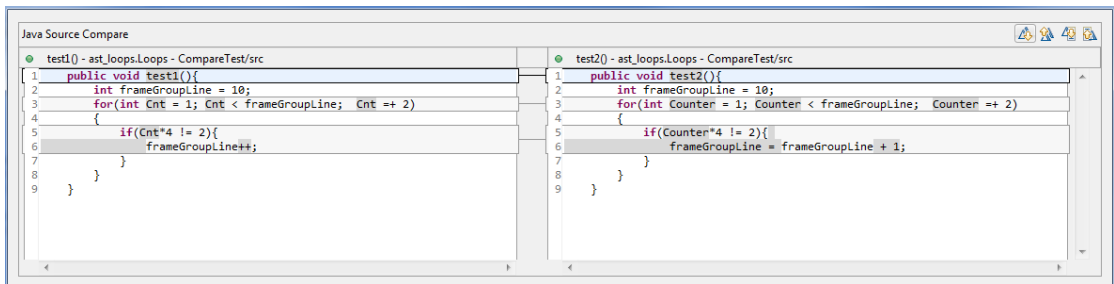 Java Source Compare
test1() - ast_loops.Loops - CompareTest/src
1 public void test1(){
2 int frameGroupLine = 10;
3 for(int Cnt = 1; Cnt < frameGroupLine; Cnt =+ 2)
4 {
5 if(Cnt*4 != 2){
6 frameGroupLine++;
7 }
8 }
9 }
test2() - ast_loops.Loops - CompareTest/src
1 public void test2(){
2 int frameGroupLine = 10;
3 for(int Counter = 1; Counter < frameGroupLine; Counter =+ 2)
4 {
5 if(Counter*4 != 2){
6 frameGroupLine = frameGroupLine + 1;
7 }
8 }
9 }